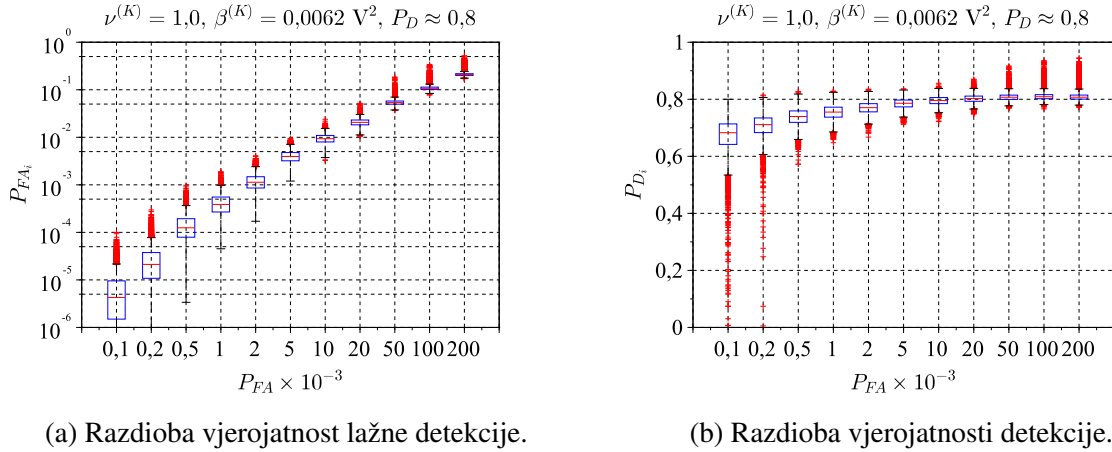 ν(K) = 1,0, β(K) = 0,0062 V², P_D ≈ 0,8
10⁰
10⁻¹
10⁻²
10⁻³
10⁻⁴
10⁻⁵
10⁻⁶
P_FA_i
0,1 0,2 0,5 1 2 5 10 20 50 100 200
P_FA × 10⁻³
(a) Razdioba vjerojatnost lažne detekcije.
ν(K) = 1,0, β(K) = 0,0062 V², P_D ≈ 0,8
1
0,8
0,6
0,4
0,2
0
P_D_i
0,1 0,2 0,5 1 2 5 10 20 50 100 200
P_FA × 10⁻³
(b) Razdioba vjerojatnosti detekcije.